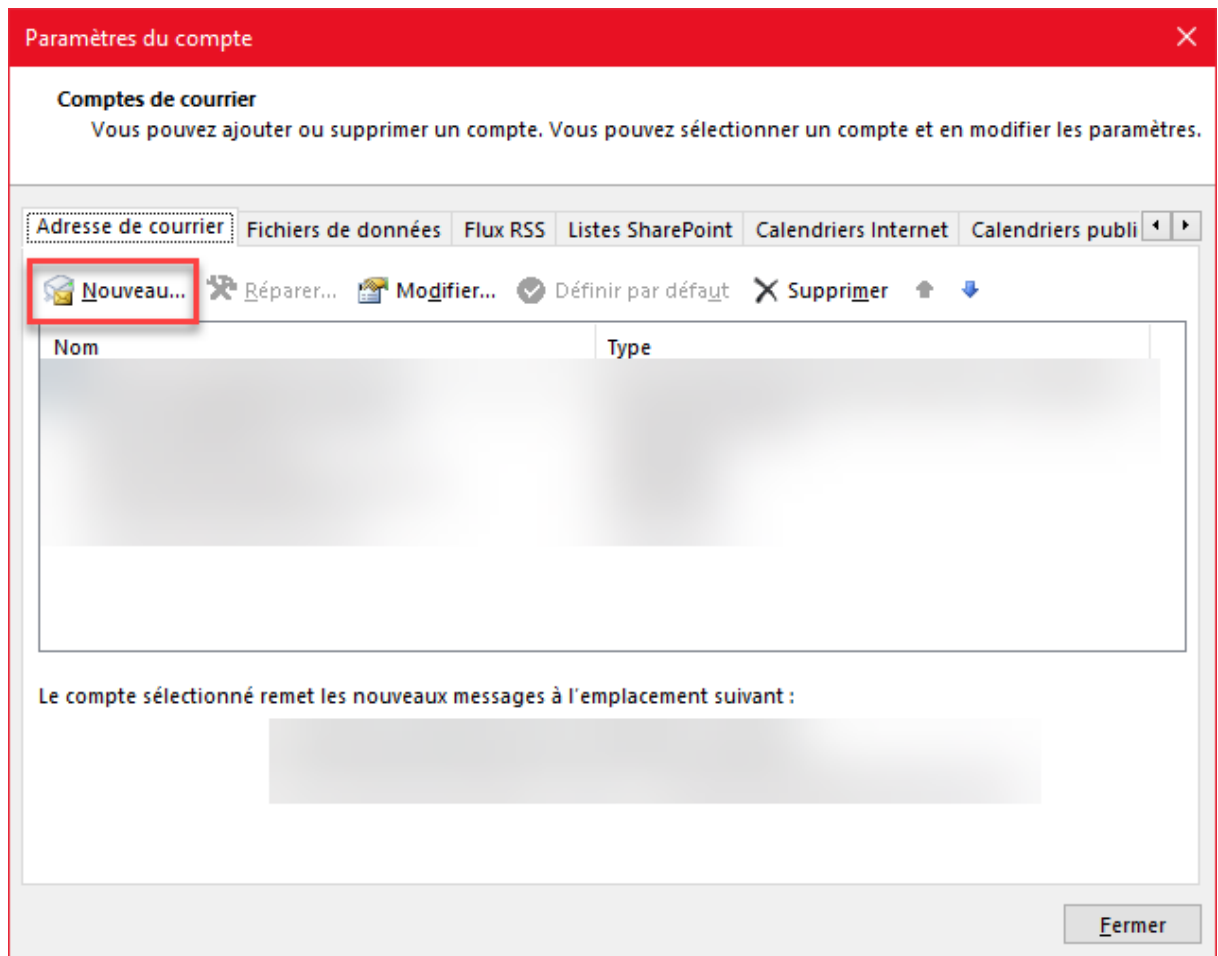 Paramètres du compte
Comptes de courrier
Vous pouvez ajouter ou supprimer un compte. Vous pouvez sélectionner un compte et en modifier les paramètres.
Adresse de courrier Fichiers de données Flux RSS Listes SharePoint Calendriers Internet Calendriers publi
Nouveau... Réparer... Modifier... Définir par défaut Supprimer
Nom Type
Le compte sélectionné remet les nouveaux messages à l'emplacement suivant :
Fermer